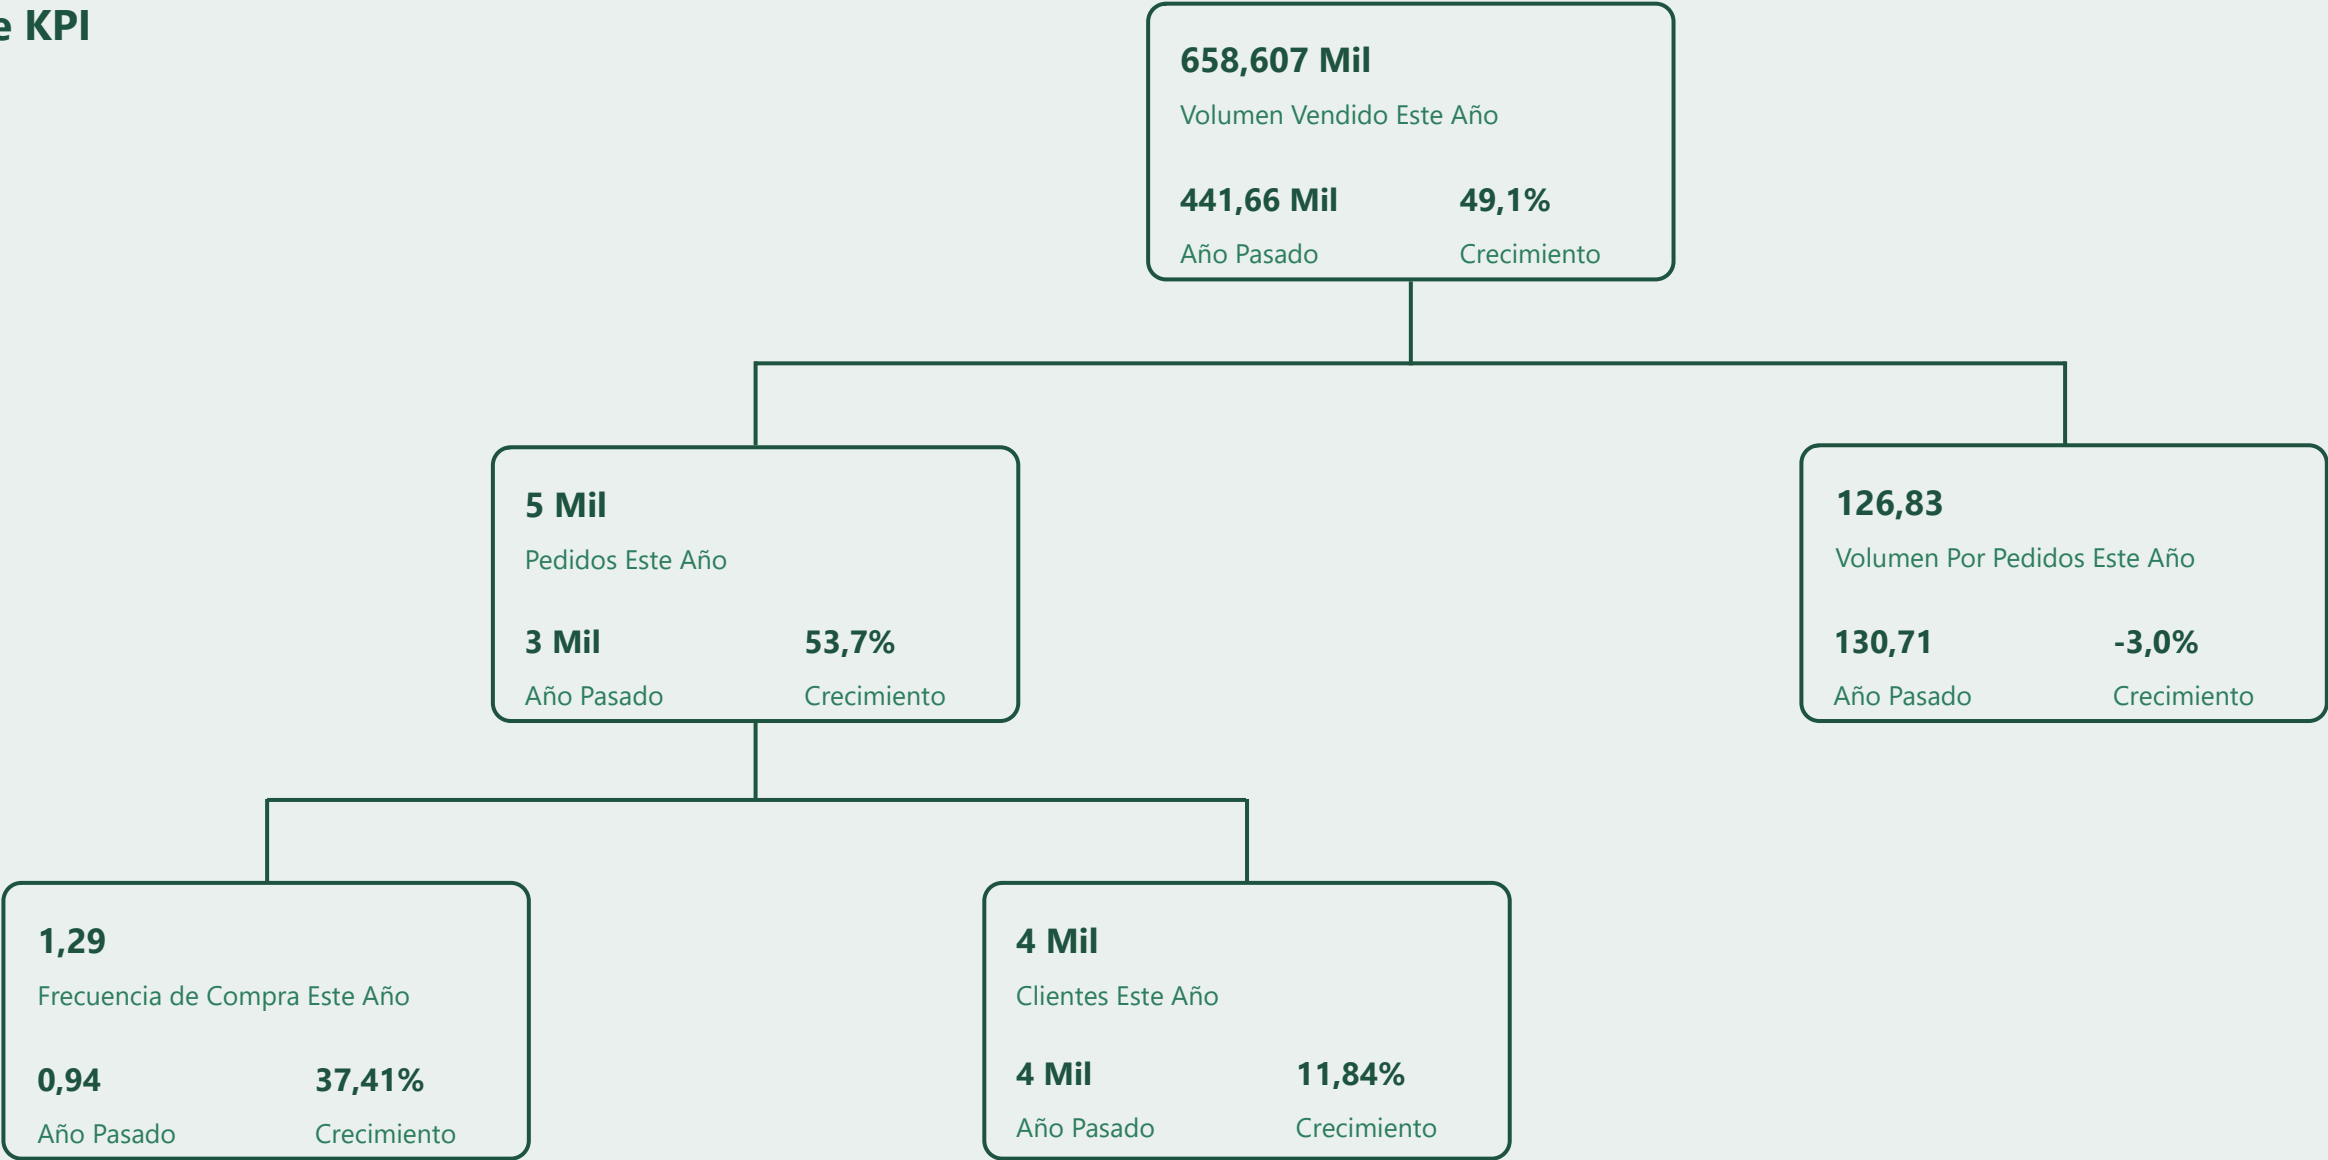 e KPI
658,607 Mil
Volumen Vendido Este Año
441,66 Mil 49,1%
Año Pasado Crecimiento
5 Mil
Pedidos Este Año
3 Mil 53,7%
Año Pasado Crecimiento
126,83
Volumen Por Pedidos Este Año
130,71 -3,0%
Año Pasado Crecimiento
1,29
Frecuencia de Compra Este Año
0,94 37,41%
Año Pasado Crecimiento
4 Mil
Clientes Este Año
4 Mil 11,84%
Año Pasado Crecimiento